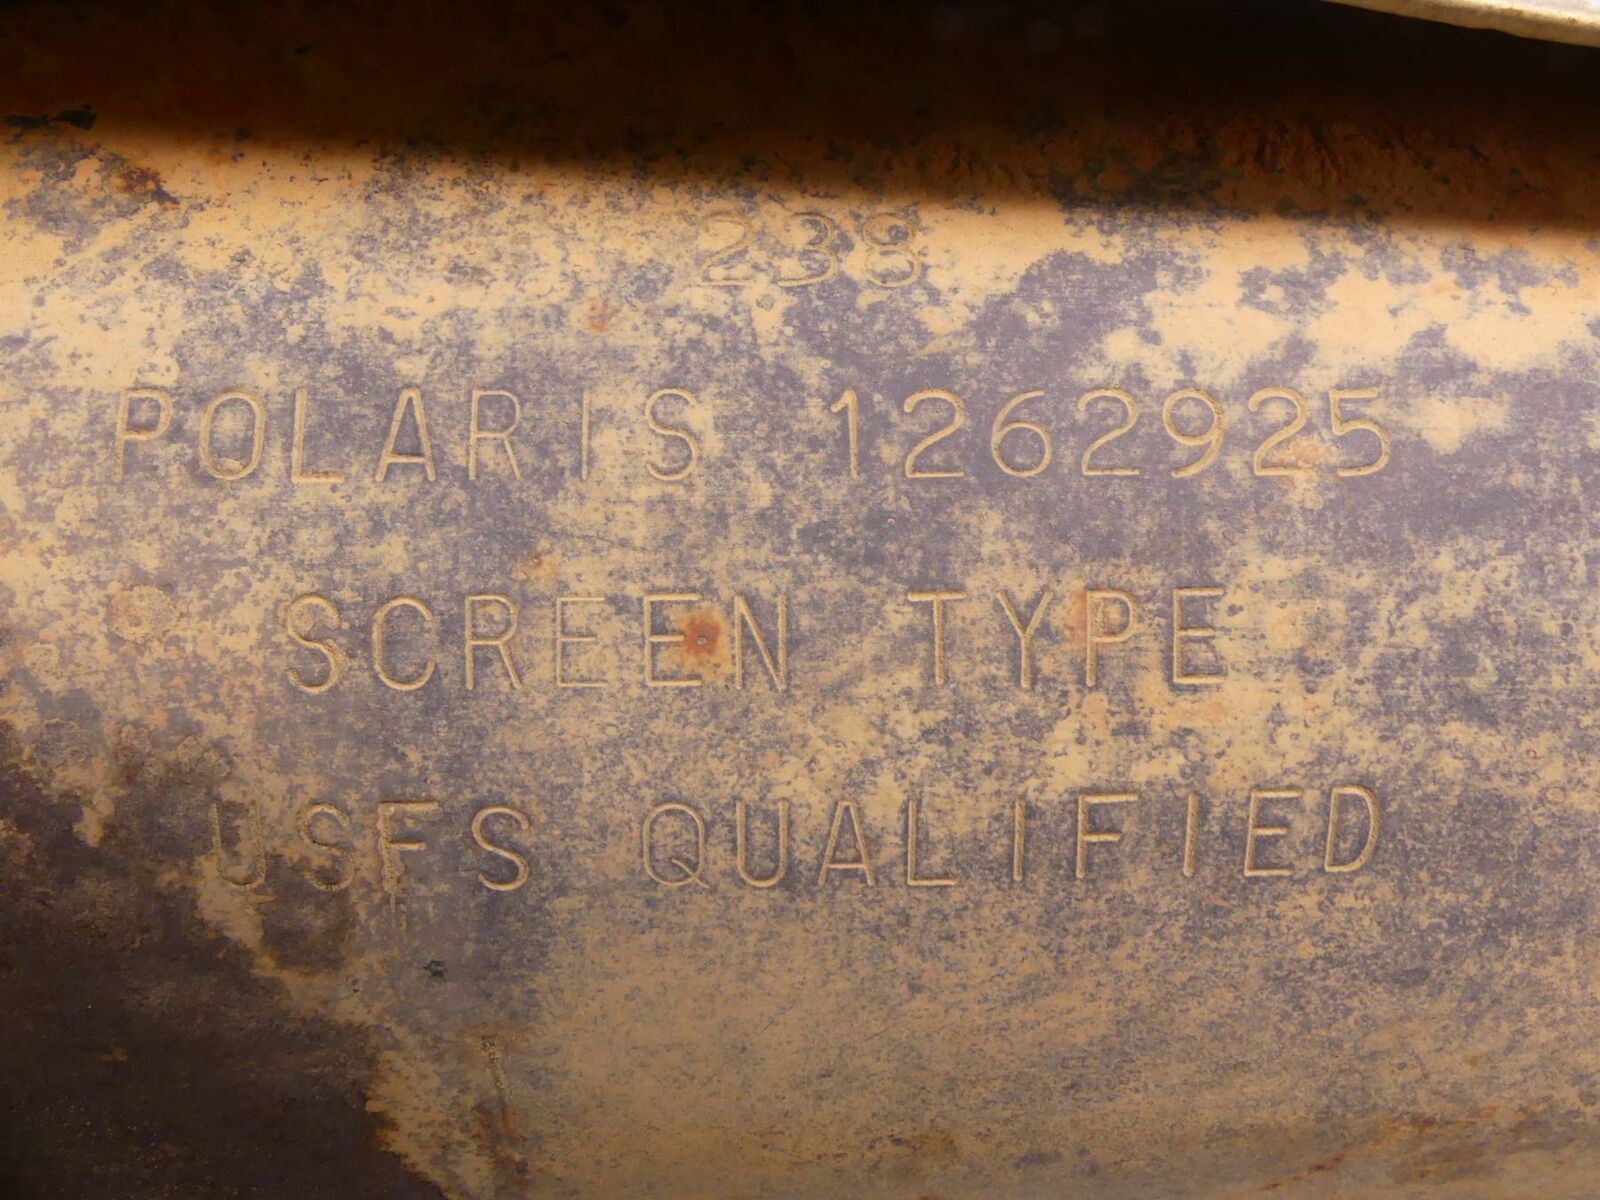 238
POLARIS 1262925
SCREEN TYPE
USFS QUALIFIED